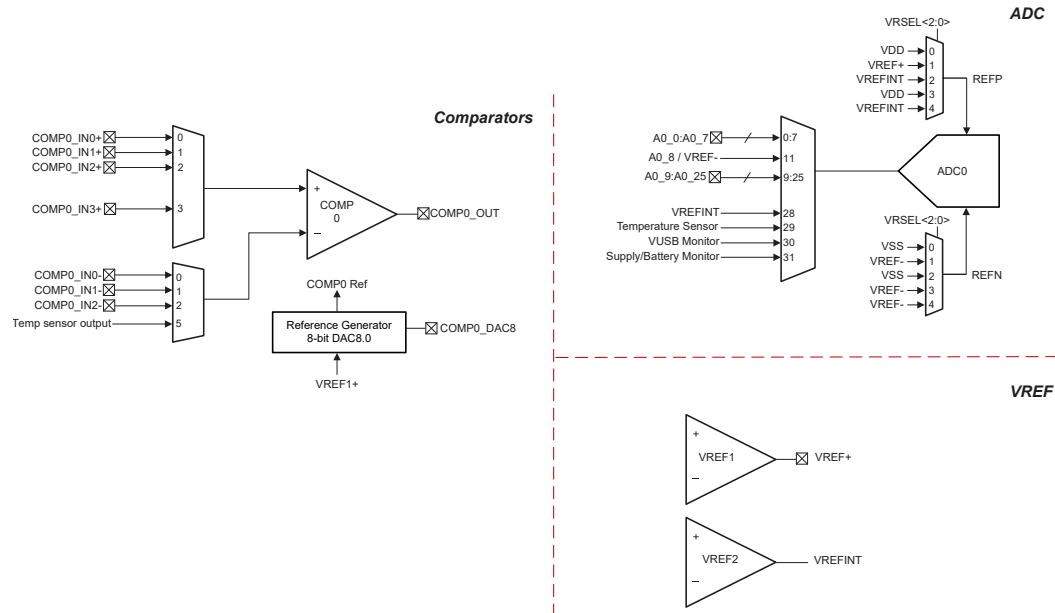 Comparators
COMP0_IN0+
COMP0_IN1+
COMP0_IN2+
COMP0_IN3+
0
1
2
3
COMP0_IN0-
COMP0_IN1-
COMP0_IN2-
Temp sensor output
0
1
2
5
+
COMP
0
–
COMP0_OUT
COMP0 Ref
Reference Generator
8-bit DAC8.0
COMP0_DAC8
VREF1+
ADC
VRSEL<2:0>
VDD 0
VREF+ 1
VREFINT 2
VDD 3
VREFINT 4
REFP
A0_0:A0_7 0:7
A0_8 / VREF- 11
A0_9:A0_25 9:25
VREFINT 28
Temperature Sensor 29
VUSB Monitor 30
Supply/Battery Monitor 31
ADC0
VRSEL<2:0>
VSS 0
VREF- 1
VSS 2
VREF- 3
VREF- 4
REFN
VREF
+
VREF1
–
VREF+
+
VREF2
–
VREFINT